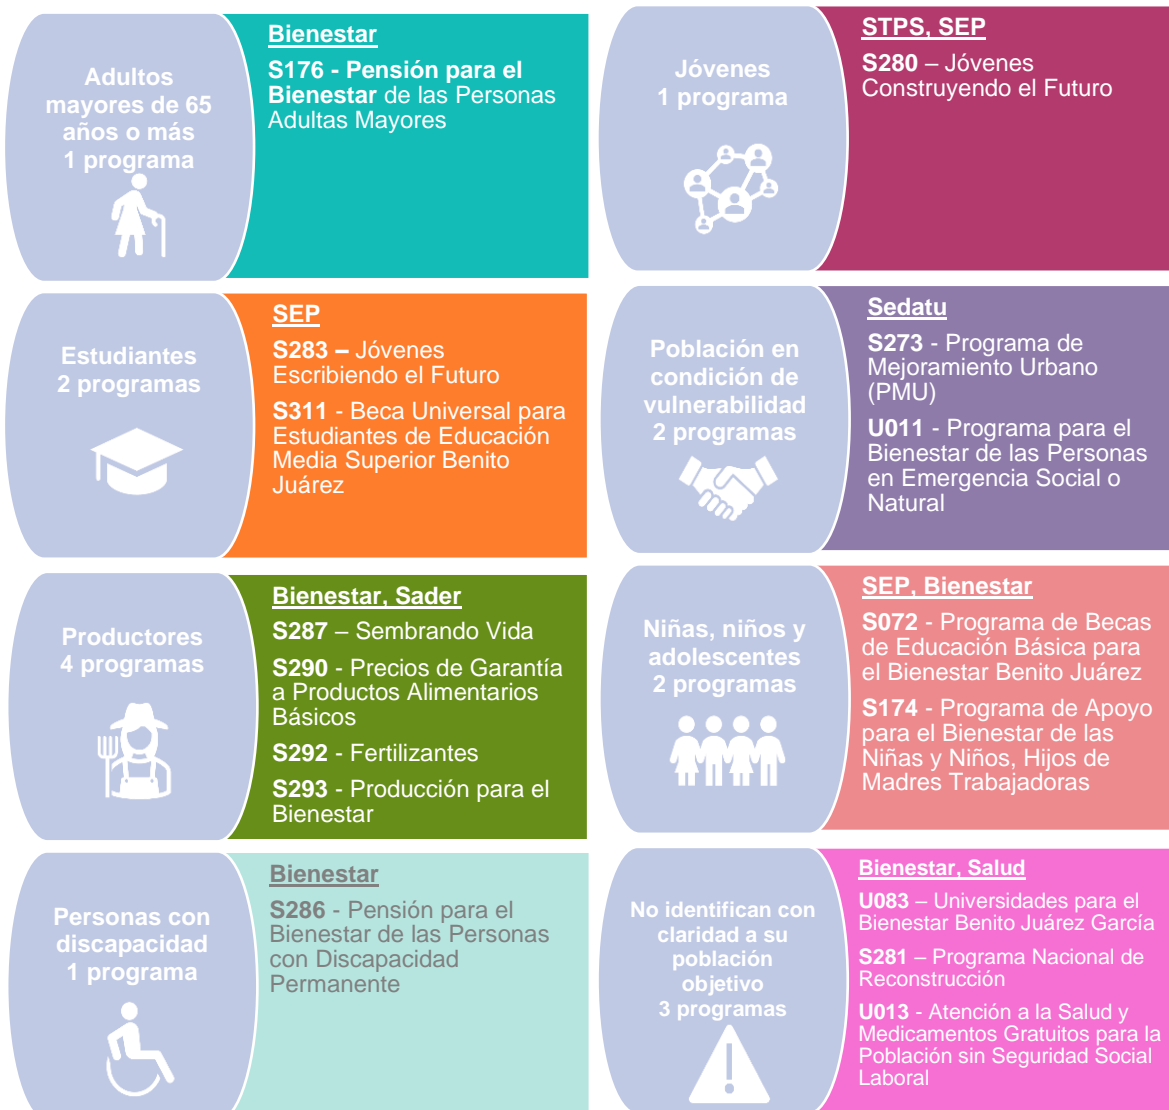 Adultos
mayores de 65
años o más
1 programa
Bienestar
S176 - Pensión para el
Bienestar de las Personas
Adultas Mayores
Jóvenes
1 programa
STPS, SEP
S280 – Jóvenes
Construyendo el Futuro
Estudiantes
2 programas
SEP
S283 – Jóvenes
Escribiendo el Futuro
S311 - Beca Universal para
Estudiantes de Educación
Media Superior Benito
Juárez
Población en
condición de
vulnerabilidad
2 programas
Sedatu
S273 - Programa de
Mejoramiento Urbano
(PMU)
U011 - Programa para el
Bienestar de las Personas
en Emergencia Social o
Natural
Productores
4 programas
Bienestar, Sader
S287 – Sembrando Vida
S290 - Precios de Garantía
a Productos Alimentarios
Básicos
S292 - Fertilizantes
S293 - Producción para el
Bienestar
Niñas, niños y
adolescentes
2 programas
SEP, Bienestar
S072 - Programa de Becas
de Educación Básica para
el Bienestar Benito Juárez
S174 - Programa de Apoyo
para el Bienestar de las
Niñas y Niños, Hijos de
Madres Trabajadoras
Personas con
discapacidad
1 programa
Bienestar
S286 - Pensión para el
Bienestar de las Personas
con Discapacidad
Permanente
No identifican con
claridad a su
población
objetivo
3 programas
Bienestar, Salud
U083 – Universidades para el
Bienestar Benito Juárez García
S281 – Programa Nacional de
Reconstrucción
U013 - Atención a la Salud y
Medicamentos Gratuitos para la
Población sin Seguridad Social
Laboral